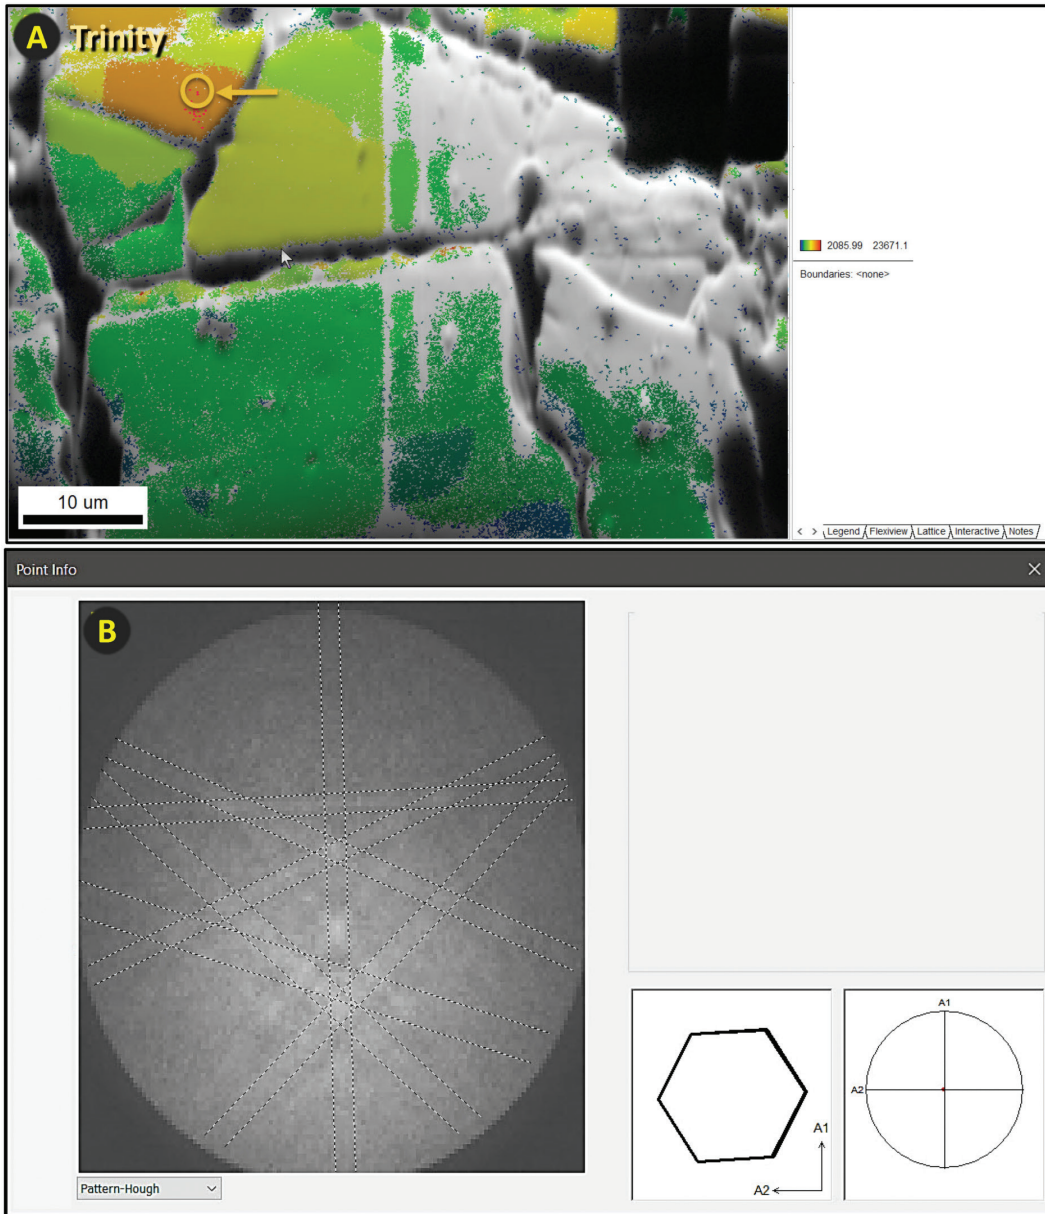 A
Trinity
2085.99 23671.1
Boundaries: <none>
10 um
< > Legend Flexiview Lattice Interactive Notes
Point Info
B
A1
A2
A1
A2
Pattern-Hough